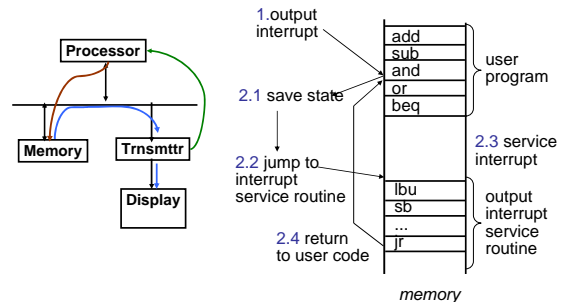 Processor
Memory
Trnsmttr
Display
1.output
interrupt
2.1 save state
2.2 jump to
interrupt
service routine
2.4 return
to user code
add
sub
and
or
beq
lbu
sb
...
jr
user
program
2.3 service
interrupt
output
interrupt
service
routine
memory